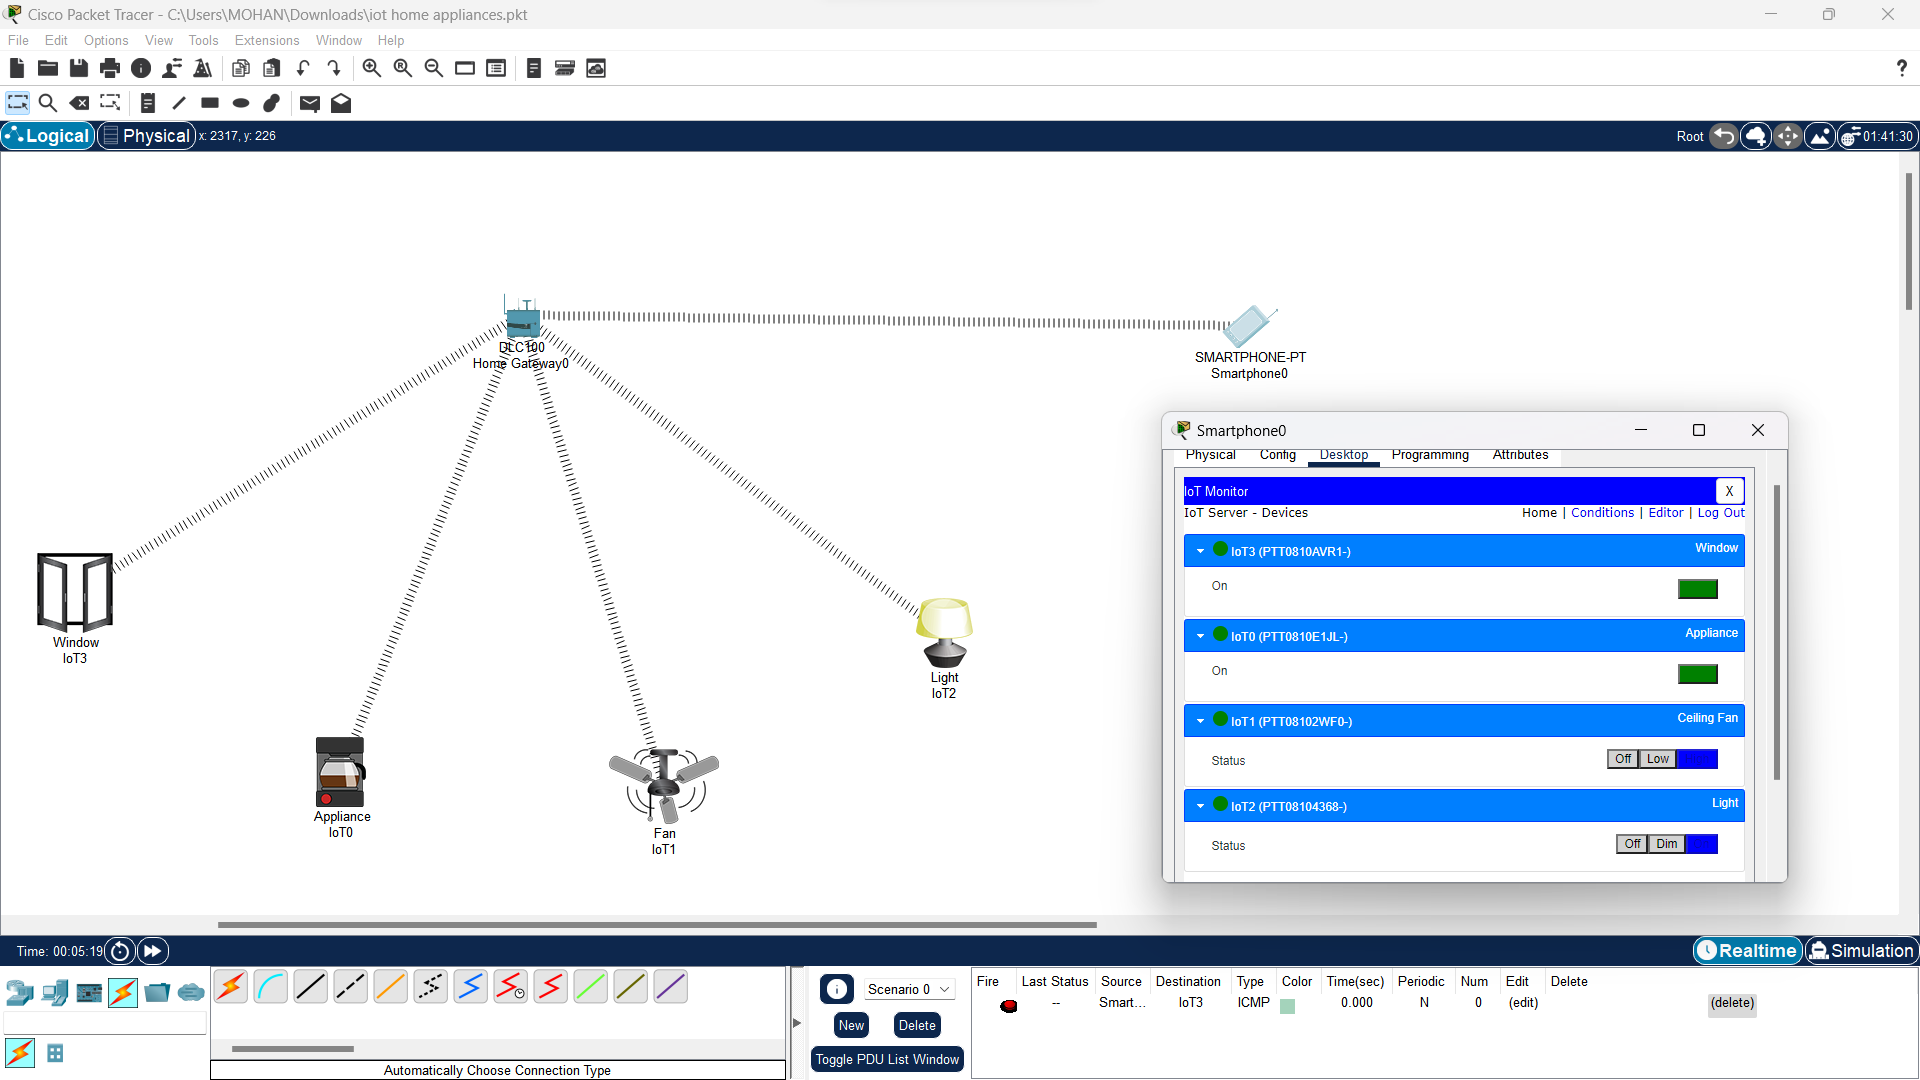 Cisco Packet Tracer - C:\Users\MOHAN\Downloads\iot home appliances.pkt
File Edit Options View Tools Extensions Window Help
?
Logical Physical x: 2317, y: 226 Root 01:41:30
DLC100
Home Gateway0
SMARTPHONE-PT
Smartphone0
Window
IoT3
Appliance
IoT0
Fan
IoT1
Light
IoT2
Smartphone0
Physical Config Desktop Programming Attributes
IoT Monitor X
IoT Server - Devices Home | Conditions | Editor | Log Out
IoT3 (PTT0810AVR1-) Window
On
IoT0 (PTT0810E1JL-) Appliance
On
IoT1 (PTT08102WF0-) Ceiling Fan
Status Off Low
IoT2 (PTT08104368-) Light
Status Off Dim
Time: 00:05:19 Realtime Simulation
Scenario 0
New Delete
Toggle PDU List Window
Fire Last Status Source Destination Type Color Time(sec) Periodic Num Edit Delete
-- Smart... IoT3 ICMP 0.000 N 0 (edit) (delete)
Automatically Choose Connection Type